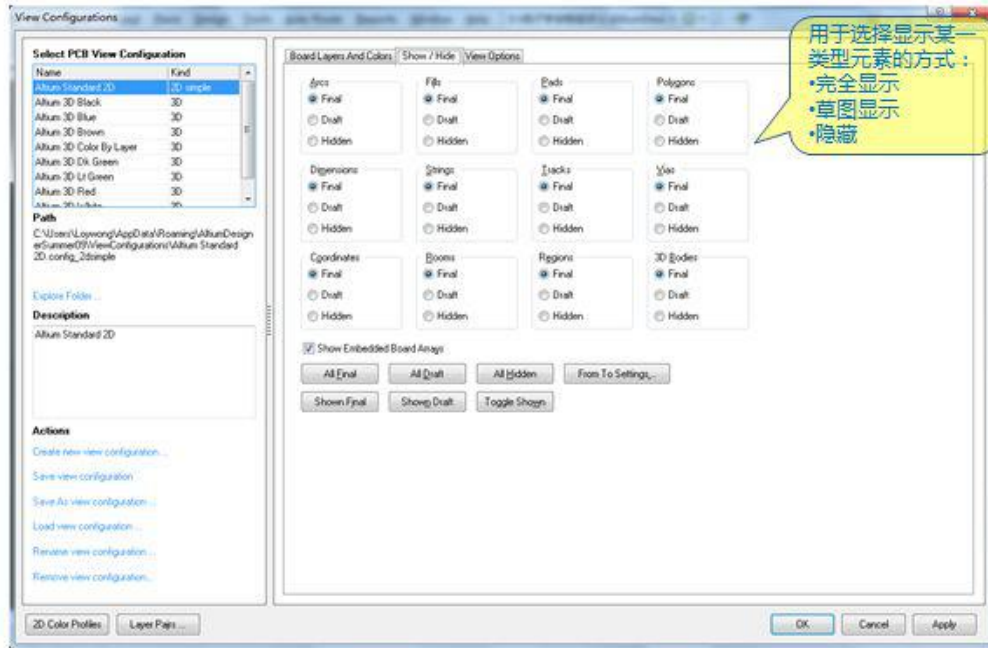 View Configurations
用于选择显示某一
类型元素的方式：
•完全显示
•草图显示
•隐藏
Select PCB View Configuration
Name Kind
Altium Standard 2D 2D simple
Altium 3D Black 3D
Altium 3D Blue 3D
Altium 3D Brown 3D
Altium 3D Color By Layer 3D
Altium 3D Dk Green 3D
Altium 3D Lt Green 3D
Altium 3D Red 3D
Altium 3D White 3D
Path
C:\Users\Loywong\AppData\Roaming\AltiumDesign
erSummer09\ViewConfigurations\Altium Standard
2D.config_2dsimple
Explore Folder...
Description
Altium Standard 2D
Actions
Create new view configuration...
Save view configuration
Save As view configuration...
Load view configuration...
Rename view configuration...
Remove view configuration...
Board Layers And Colors Show / Hide View Options
Arcs Fills Pads Polygons
Final Final Final Final
Draft Draft Draft Draft
Hidden Hidden Hidden Hidden
Dimensions Strings Tracks Vias
Final Final Final Final
Draft Draft Draft Draft
Hidden Hidden Hidden Hidden
Coordinates Rooms Regions 3D Bodies
Final Final Final Final
Draft Draft Draft Draft
Hidden Hidden Hidden Hidden
Show Embedded Board Arrays
All Final All Draft All Hidden From To Settings...
Shown Final Shown Draft Toggle Shown
2D Color Profiles Layer Pairs... OK Cancel Apply